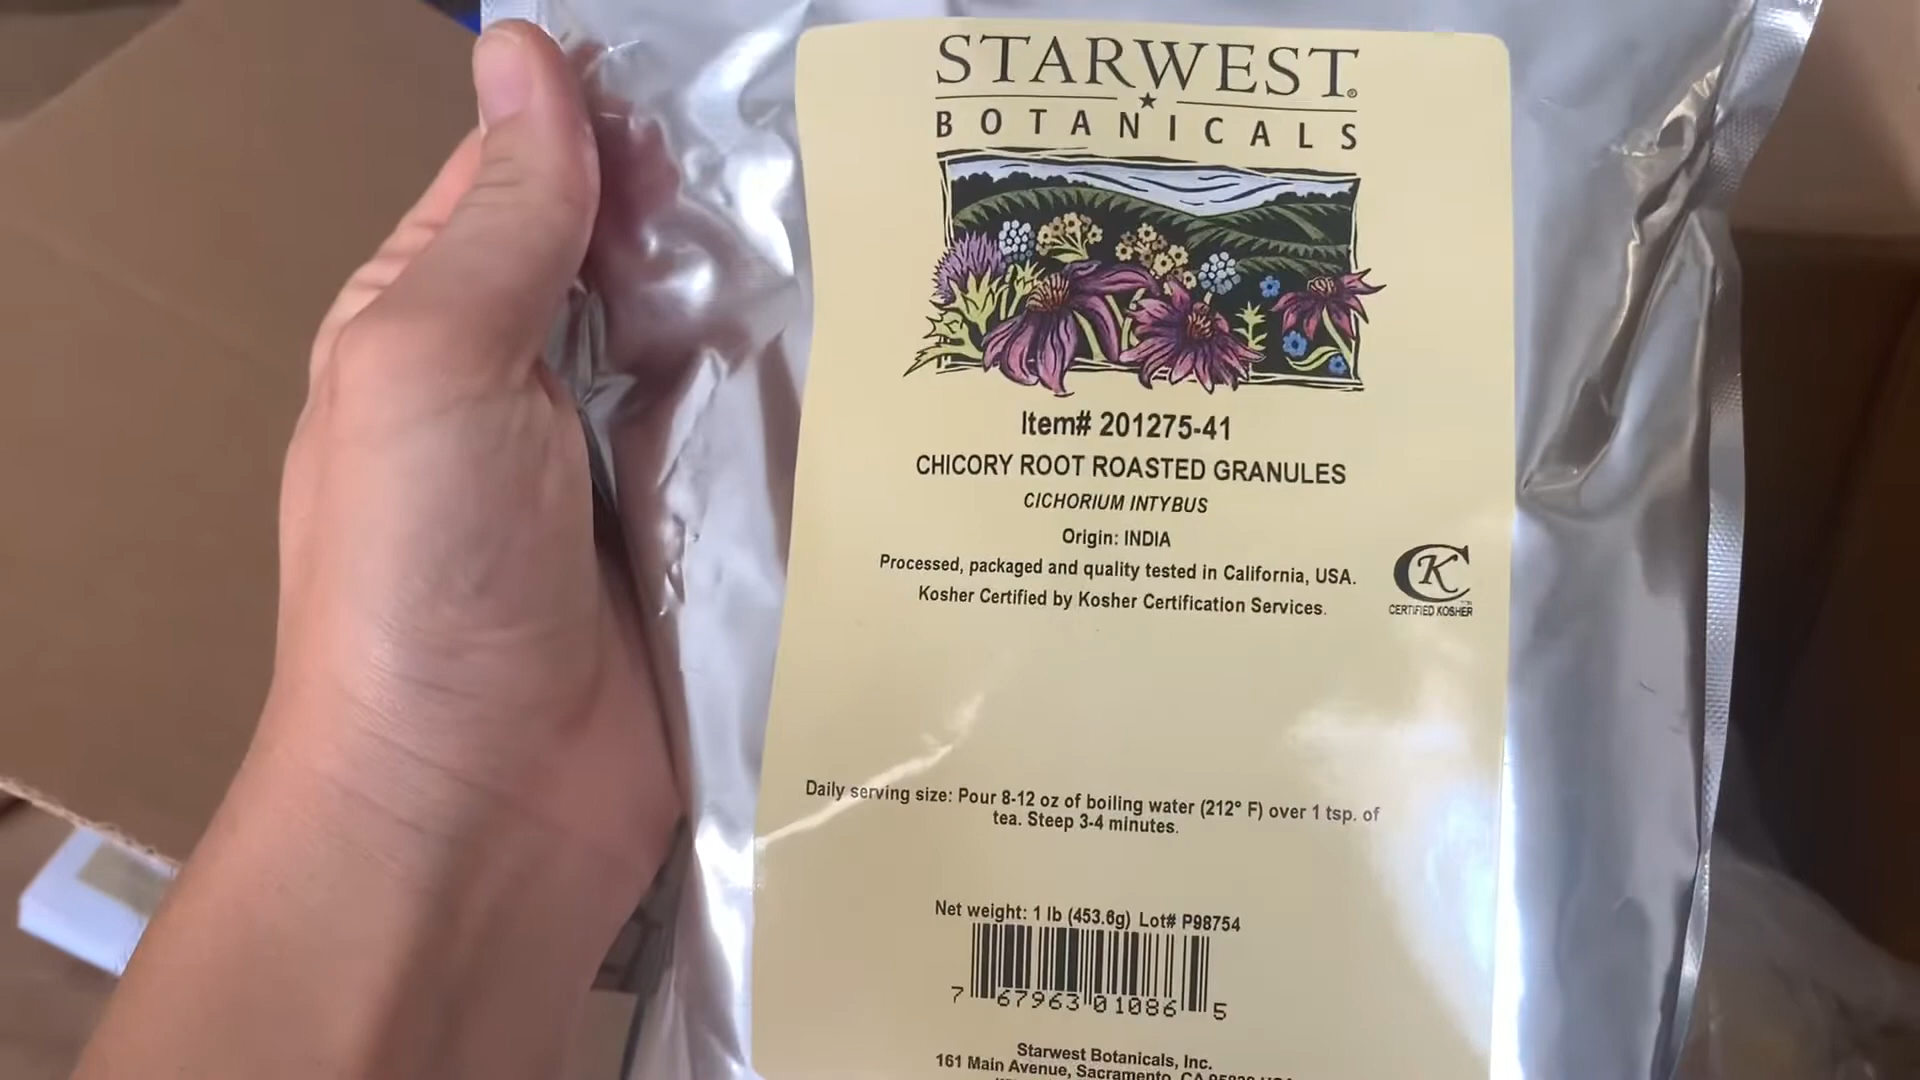 STARWEST®
BOTANICALS
Item# 201275-41
CHICORY ROOT ROASTED GRANULES
CICHORIUM INTYBUS
Origin: INDIA
Processed, packaged and quality tested in California, USA.
Kosher Certified by Kosher Certification Services.
CK
CERTIFIED KOSHER
Daily serving size: Pour 8-12 oz of boiling water (212° F) over 1 tsp. of
tea. Steep 3-4 minutes.
Net weight: 1 lb (453.6g) Lot# P98754
7 67963 01086 5
Starwest Botanicals, Inc.
161 Main Avenue, Sacramento, CA